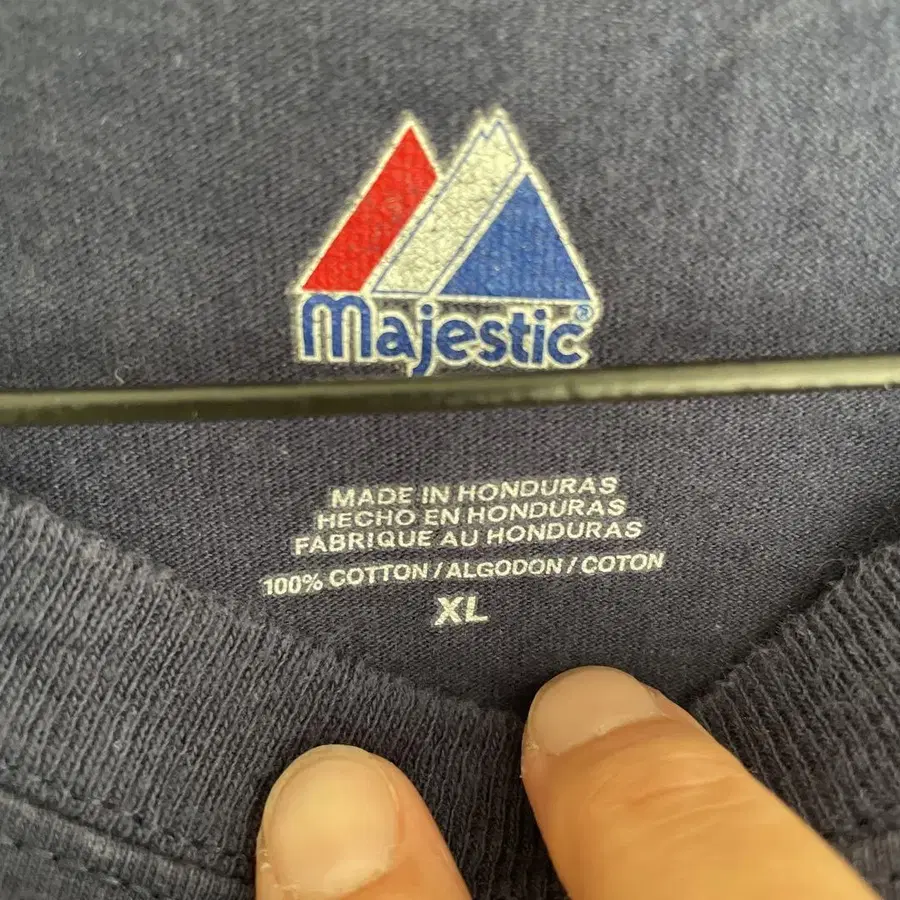 Majestic®
MADE IN HONDURAS
HECHO EN HONDURAS
FABRIQUE AU HONDURAS
100% COTTON / ALGODON / COTON
XL